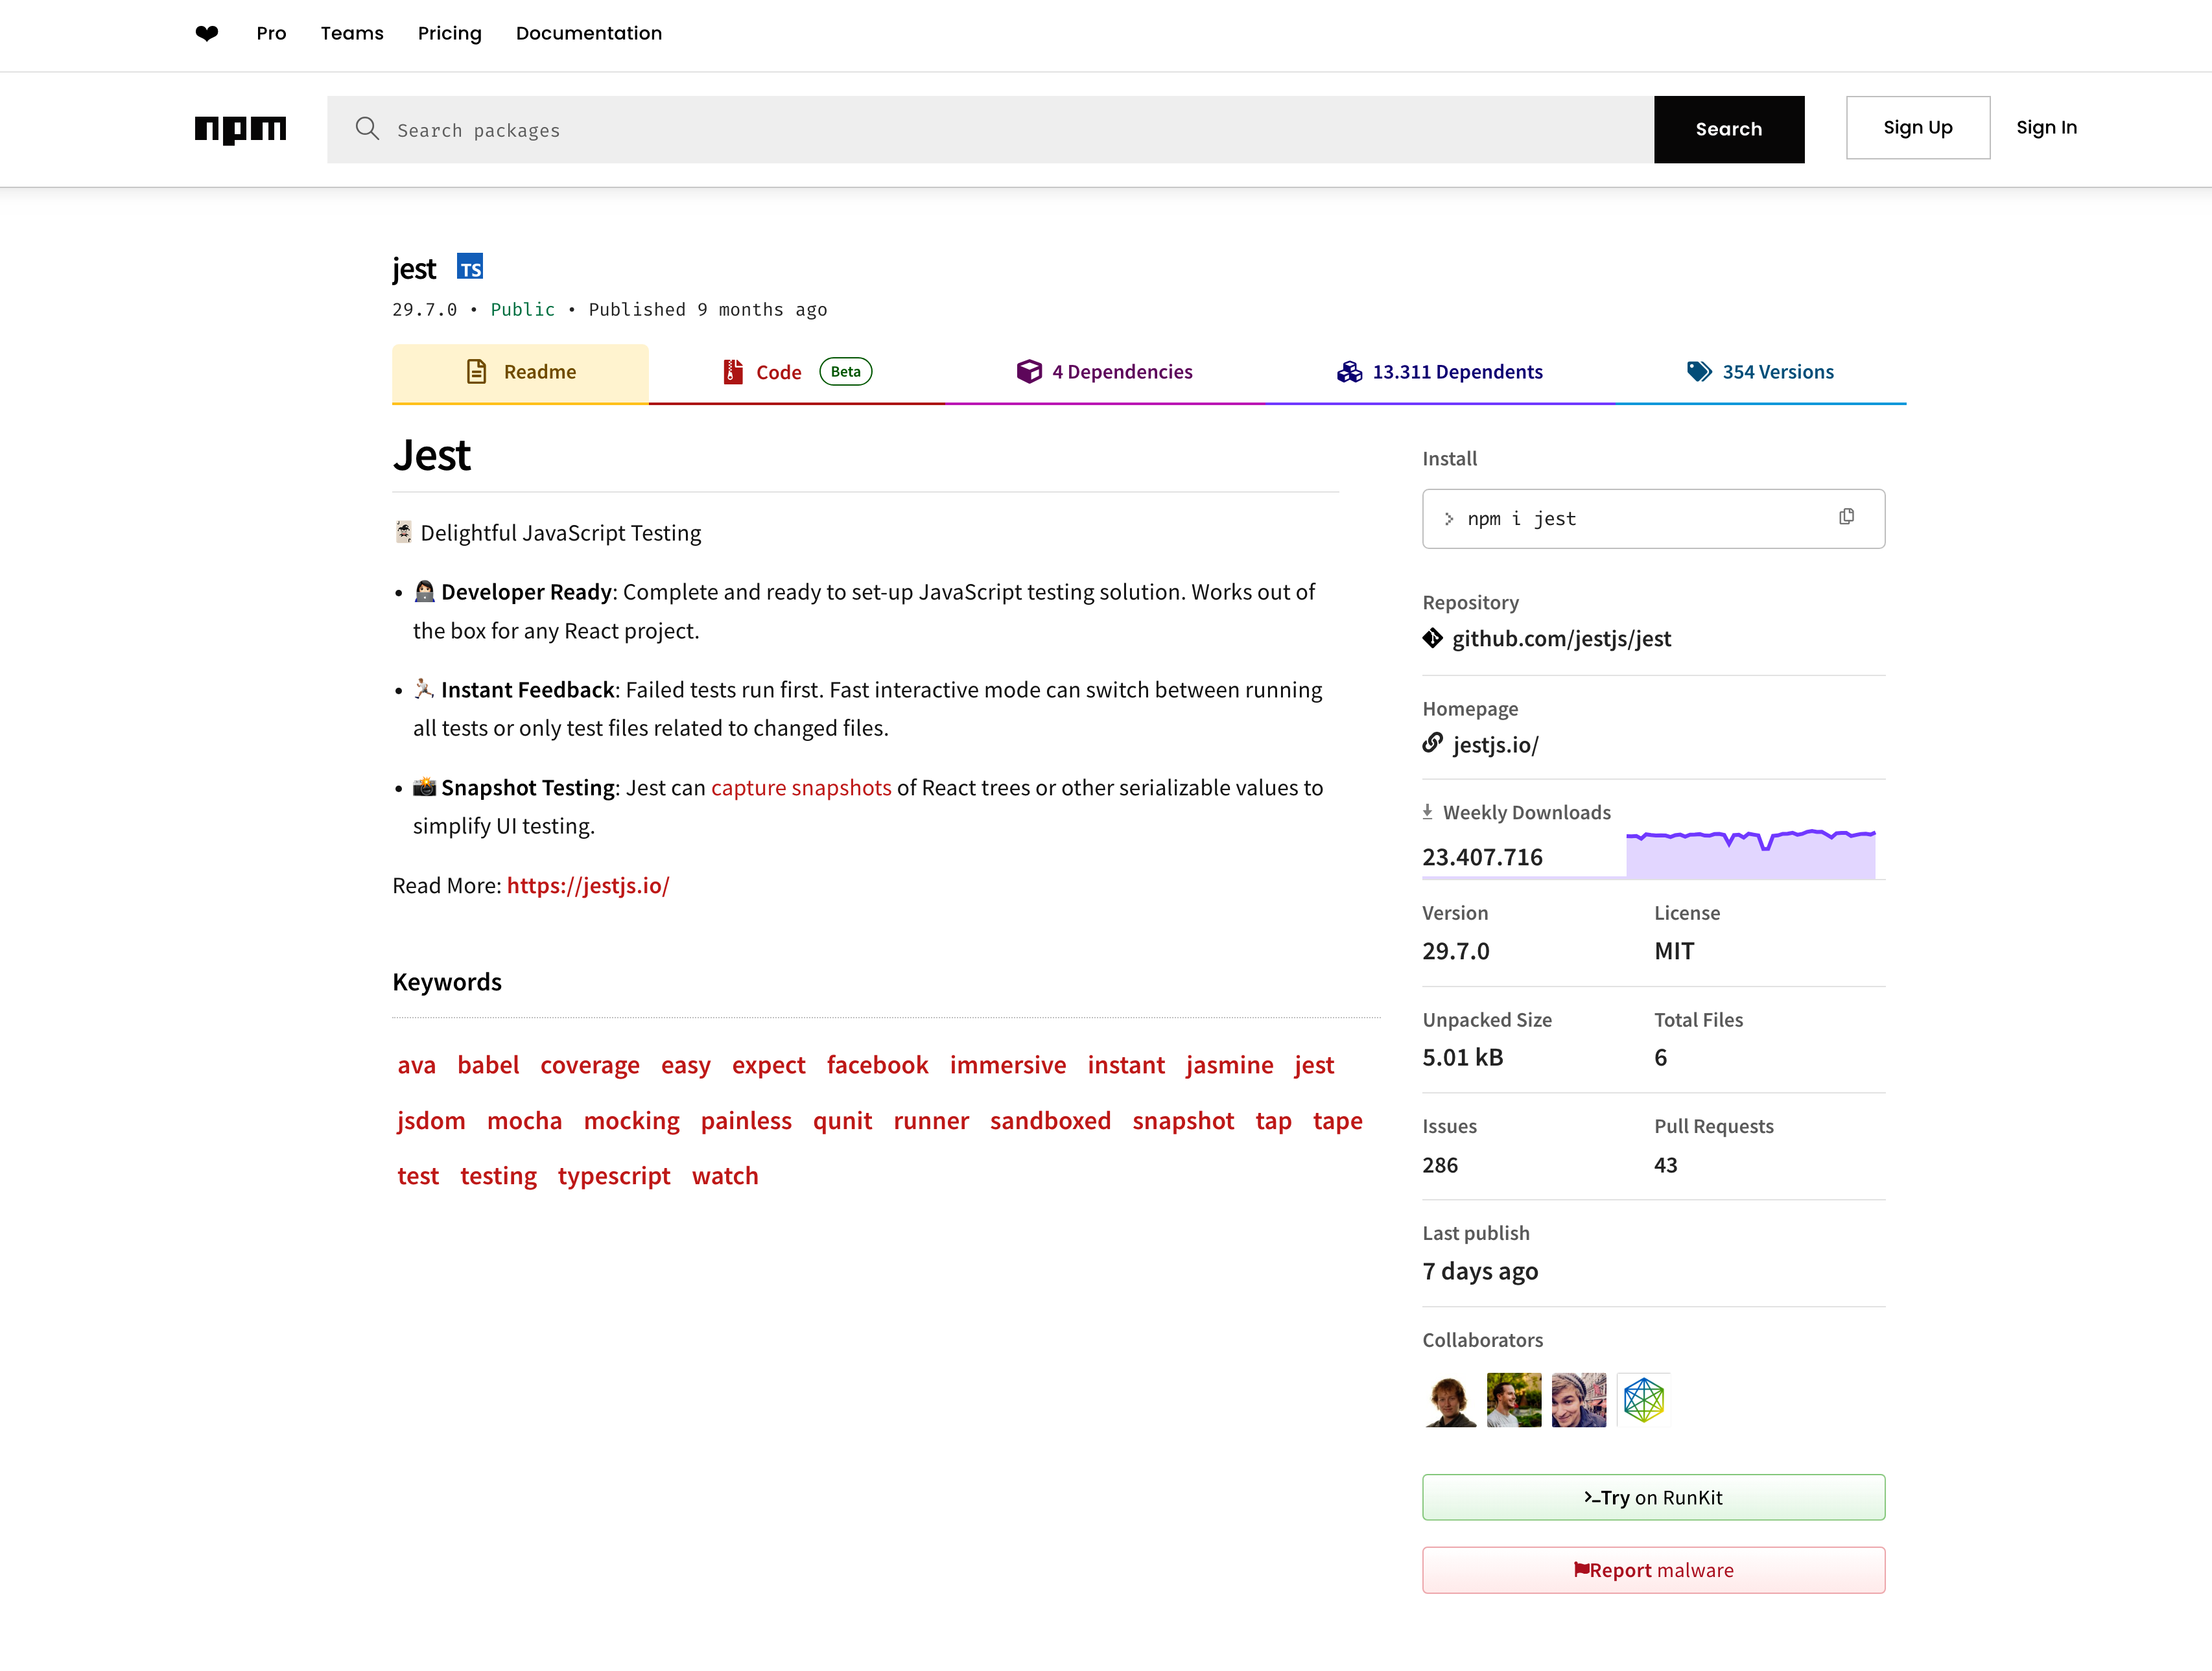 ❤ Pro Teams Pricing Documentation
npm Search packages Search Sign Up Sign In
jest TS
29.7.0 • Public • Published 9 months ago
Readme Code Beta 4 Dependencies 13.311 Dependents 354 Versions
Jest
🃏 Delightful JavaScript Testing
• 👩🏻‍💻 Developer Ready: Complete and ready to set-up JavaScript testing solution. Works out of
the box for any React project.
• 🏃🏽 Instant Feedback: Failed tests run first. Fast interactive mode can switch between running
all tests or only test files related to changed files.
• 📸 Snapshot Testing: Jest can capture snapshots of React trees or other serializable values to
simplify UI testing.
Read More: https://jestjs.io/
Keywords
ava babel coverage easy expect facebook immersive instant jasmine jest
jsdom mocha mocking painless qunit runner sandboxed snapshot tap tape
test testing typescript watch
Install
npm i jest
Repository
github.com/jestjs/jest
Homepage
jestjs.io/
Weekly Downloads
23.407.716
Version License
29.7.0 MIT
Unpacked Size Total Files
5.01 kB 6
Issues Pull Requests
286 43
Last publish
7 days ago
Collaborators
>_Try on RunKit
Report malware